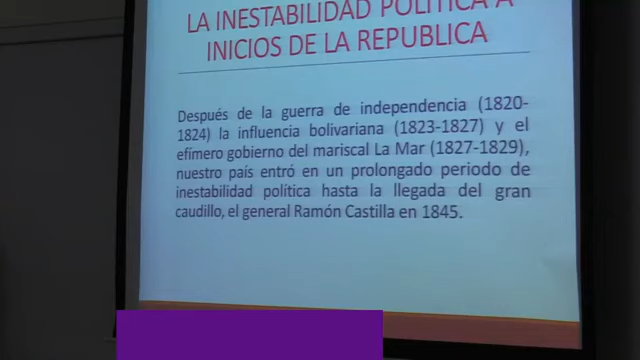 LA INESTABILIDAD POLÍTICA A
INICIOS DE LA REPUBLICA
Después de la guerra de independencia (1820-
1824) la influencia bolivariana (1823-1827) y el
efímero gobierno del mariscal La Mar (1827-1829),
nuestro país entró en un prolongado periodo de
inestabilidad política hasta la llegada del gran
caudillo, el general Ramón Castilla en 1845.